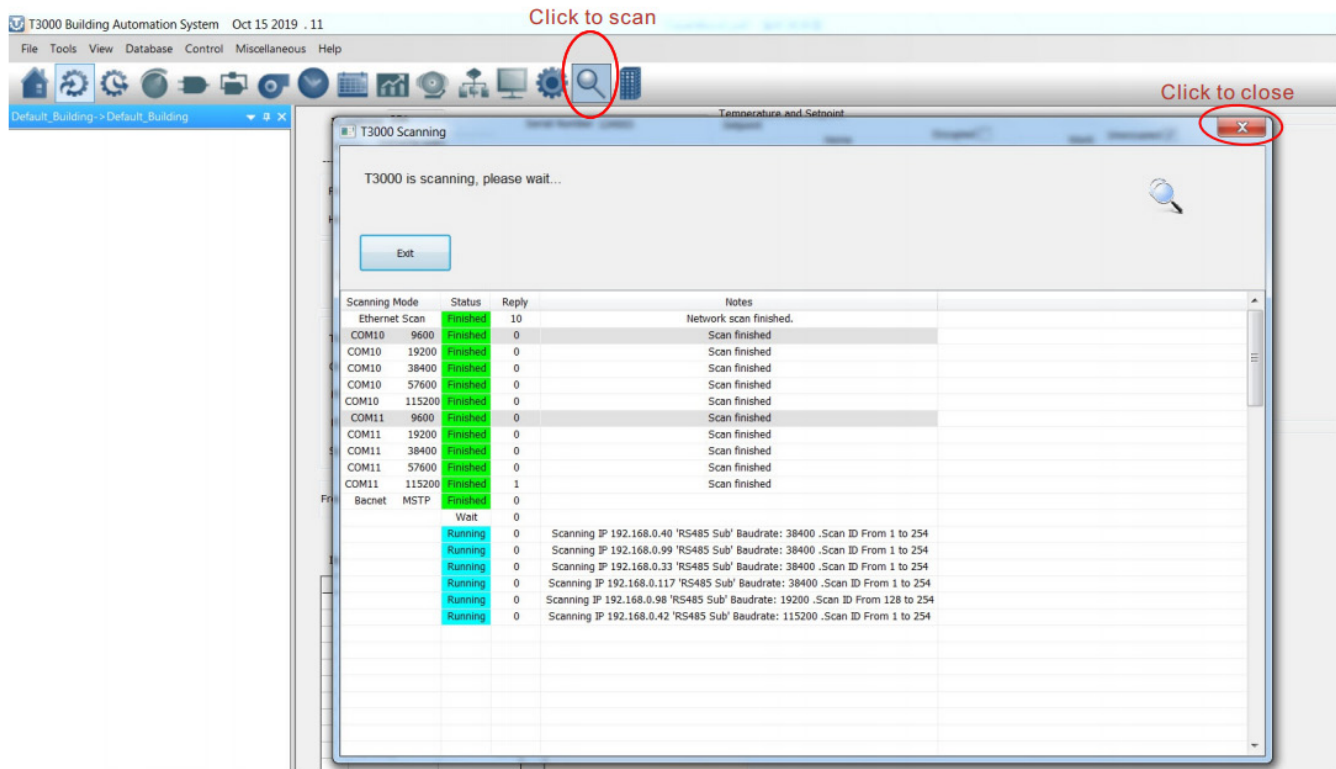 Click to scan
T3000 Building Automation System Oct 15 2019 . 11
File Tools View Database Control Miscellaneous Help
Click to close
Default_Building->Default_Building
Temperature and Setpoint
T3000 Scanning
T3000 is scanning, please wait...
Exit
Scanning Mode Status Reply Notes
Ethernet Scan Finished 10 Network scan finished.
COM10 9600 Finished 0 Scan finished
COM10 19200 Finished 0 Scan finished
COM10 38400 Finished 0 Scan finished
COM10 57600 Finished 0 Scan finished
COM10 115200 Finished 0 Scan finished
COM11 9600 Finished 0 Scan finished
COM11 19200 Finished 0 Scan finished
COM11 38400 Finished 0 Scan finished
COM11 57600 Finished 0 Scan finished
COM11 115200 Finished 1 Scan finished
Bacnet MSTP Finished 0
Wait 0
Running 0 Scanning IP 192.168.0.40 'RS485 Sub' Baudrate: 38400 .Scan ID From 1 to 254
Running 0 Scanning IP 192.168.0.99 'RS485 Sub' Baudrate: 38400 .Scan ID From 1 to 254
Running 0 Scanning IP 192.168.0.33 'RS485 Sub' Baudrate: 38400 .Scan ID From 1 to 254
Running 0 Scanning IP 192.168.0.117 'RS485 Sub' Baudrate: 38400 .Scan ID From 1 to 254
Running 0 Scanning IP 192.168.0.98 'RS485 Sub' Baudrate: 19200 .Scan ID From 128 to 254
Running 0 Scanning IP 192.168.0.42 'RS485 Sub' Baudrate: 115200 .Scan ID From 1 to 254